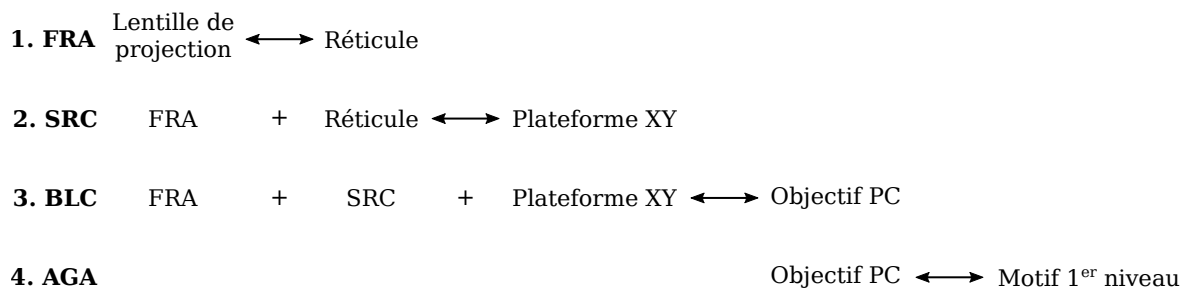 1. FRA Lentille de projection ⟷ Réticule
2. SRC FRA + Réticule ⟷ Plateforme XY
3. BLC FRA + SRC + Plateforme XY ⟷ Objectif PC
4. AGA Objectif PC ⟷ Motif 1er niveau